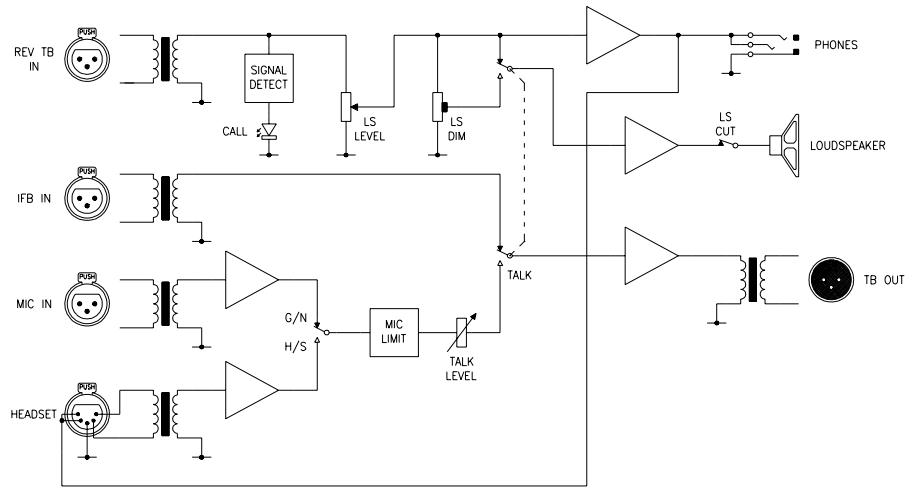 PUSH
REV TB
IN
SIGNAL
DETECT
CALL
LS
LEVEL
LS
DIM
PHONES
LS
CUT
LOUDSPEAKER
PUSH
IFB IN
TALK
PUSH
MIC IN
G/N
H/S
MIC
LIMIT
TALK
LEVEL
TB OUT
PUSH
HEADSET